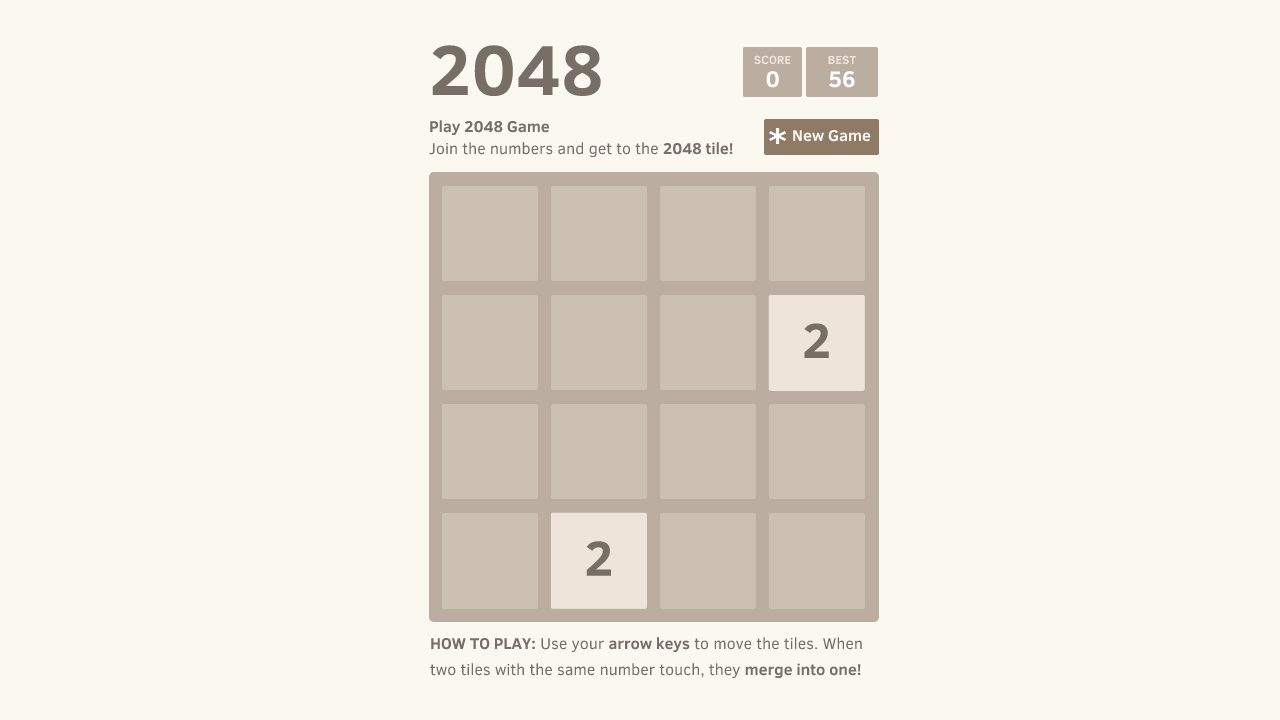 2048
SCORE
0
BEST
56
Play 2048 Game
Join the numbers and get to the 2048 tile!
New Game
2
2
HOW TO PLAY: Use your arrow keys to move the tiles. When
two tiles with the same number touch, they merge into one!